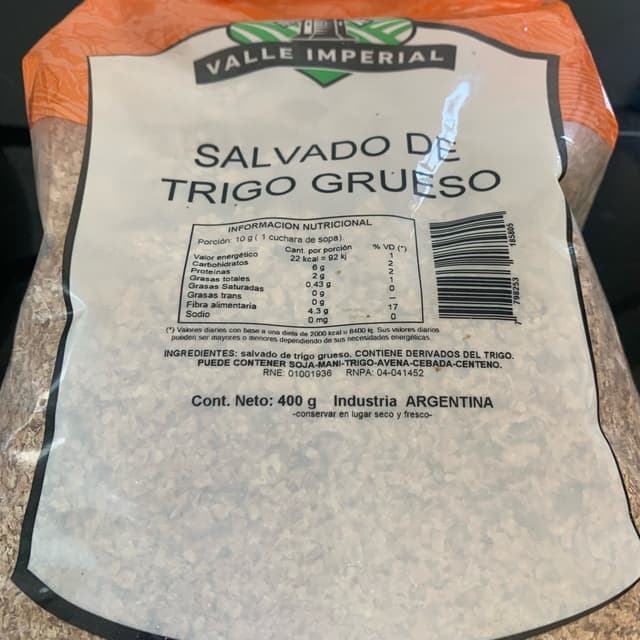 VALLE IMPERIAL
SALVADO DE
TRIGO GRUESO
INFORMACION NUTRICIONAL
Porción: 10 g ( 1 cuchara de sopa)
Cant. por porción % VD (*)
Valor energético 22 kcal = 92 kj 1
Carbohidratos 6 g 2
Proteínas 2 g 2
Grasas totales 0,43 g 1
Grasas Saturadas 0 g 0
Grasas trans 0 g --
Fibra alimentaria 4,3 g 17
Sodio 0 mg 0
(*) Valores diarios con base a una dieta de 2000 kcal u 8400 kj. Sus valores diarios
pueden ser mayores o menores dependiendo de sus necesidades energéticas.
INGREDIENTES: salvado de trigo grueso. CONTIENE DERIVADOS DEL TRIGO.
PUEDE CONTENER SOJA-MANI-TRIGO-AVENA-CEBADA-CENTENO.
RNE: 01001936 RNPA: 04-041452
Cont. Neto: 400 g Industria ARGENTINA
-conservar en lugar seco y fresco-